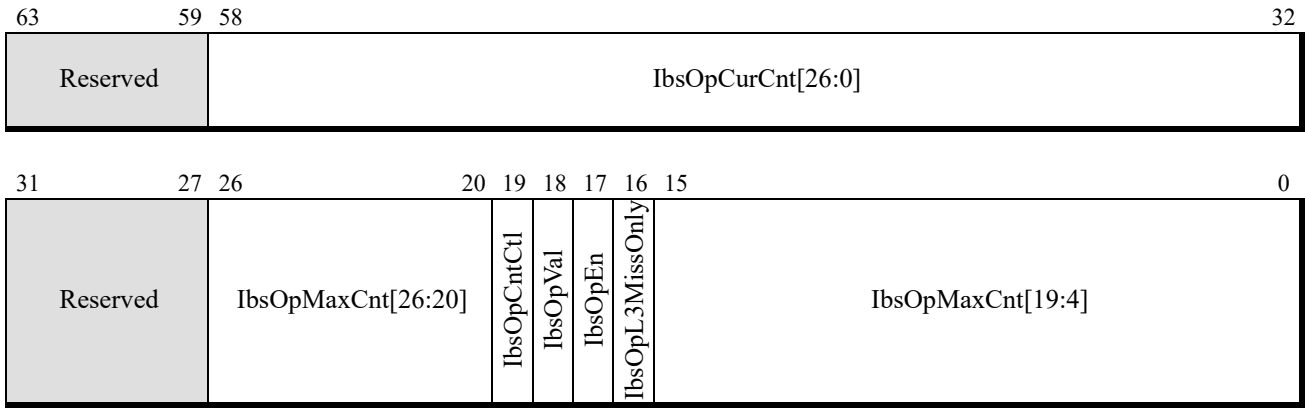 63 59 58 32
Reserved IbsOpCurCnt[26:0]
31 27 26 20 19 18 17 16 15 0
Reserved IbsOpMaxCnt[26:20] IbsOpCntCtl IbsOpVal IbsOpEn IbsOpL3MissOnly IbsOpMaxCnt[19:4]